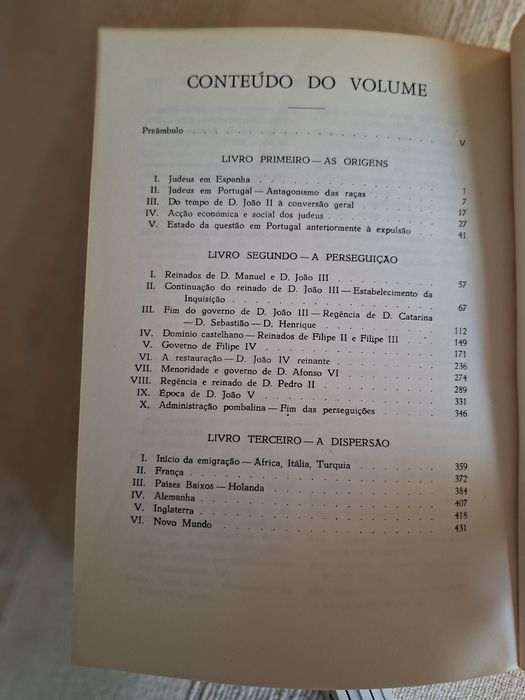 CONTEÚDO DO VOLUME
Preâmbulo . . . . . . . . . . . . . . . . V
LIVRO PRIMEIRO — AS ORIGENS
I. Judeus em Espanha . . . . . . . . . . . 1
II. Judeus em Portugal — Antagonismo das raças . . . . 7
III. Do tempo de D. João II à conversão geral . . . . . 17
IV. Acção económica e social dos judeus . . . . . . 27
V. Estado da questão em Portugal anteriormente à expulsão . . 41
LIVRO SEGUNDO — A PERSEGUIÇÃO
I. Reinados de D. Manuel e D. João III . . . . . . 57
II. Continuação do reinado de D. João III — Estabelecimento da
Inquisição . . . . . . . . . . . . . 67
III. Fim do governo de D. João III — Regência de D. Catarina
— D. Sebastião — D. Henrique . . . . . . . 112
IV. Domínio castelhano — Reinados de Filipe II e Filipe III . . 149
V. Governo de Filipe IV . . . . . . . . . . 171
VI. A restauração — D. João IV reinante . . . . . . 236
VII. Menoridade e governo de D. Afonso VI . . . . . 274
VIII. Regência e reinado de D. Pedro II . . . . . . . 289
IX. Época de D. João V . . . . . . . . . . 331
X. Administração pombalina — Fim das perseguições . . . 346
LIVRO TERCEIRO — A DISPERSÃO
I. Início da emigração — África, Itália, Turquia . . . . . 359
II. França . . . . . . . . . . . . . . 372
III. Países Baixos — Holanda . . . . . . . . . 384
IV. Alemanha . . . . . . . . . . . . . 407
V. Inglaterra . . . . . . . . . . . . . 418
VI. Novo Mundo . . . . . . . . . . . . 431